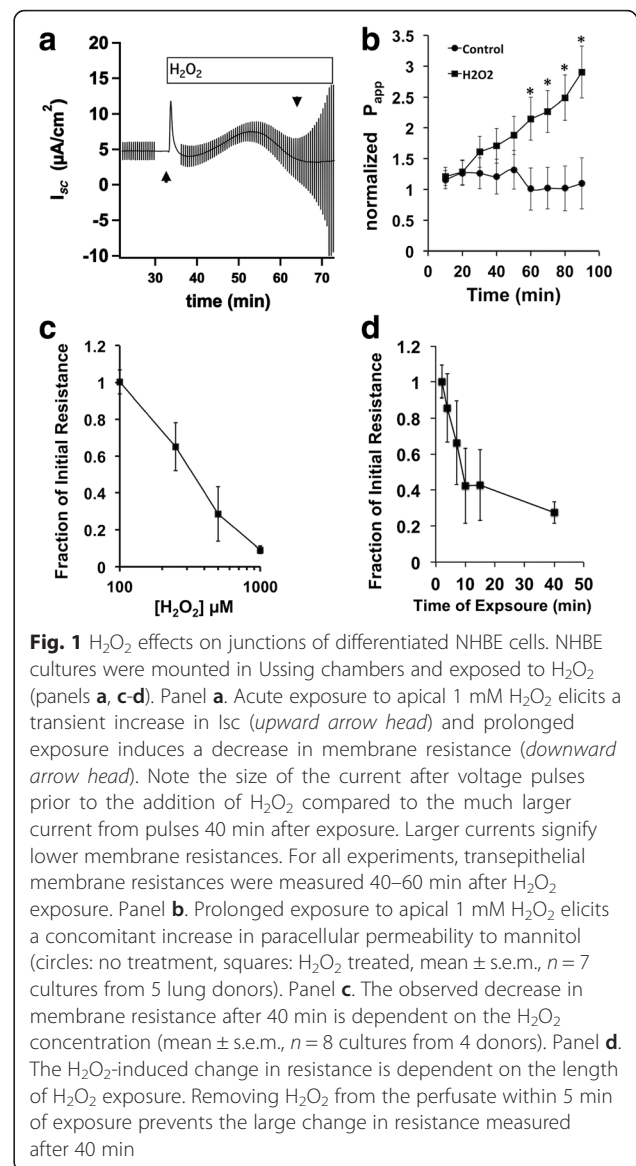 a
20
15
10
5
0
-5
-10
I_sc (µA/cm²)
H₂O₂
30 40 50 60 70
time (min)
b
3.5
3
2.5
2
1.5
1
0.5
0
normalized P_app
Control
H2O2
* * * *
0 20 40 60 80 100
Time (min)
c
1.2
1
0.8
0.6
0.4
0.2
0
Fraction of Initial Resistance
100 1000
[H₂O₂] µM
d
1.2
1
0.8
0.6
0.4
0.2
0
Fraction of Initial Resistance
0 10 20 30 40 50
Time of Expsoure (min)
Fig. 1 H₂O₂ effects on junctions of differentiated NHBE cells. NHBE
cultures were mounted in Ussing chambers and exposed to H₂O₂
(panels a, c-d). Panel a. Acute exposure to apical 1 mM H₂O₂ elicits a
transient increase in Isc (upward arrow head) and prolonged
exposure induces a decrease in membrane resistance (downward
arrow head). Note the size of the current after voltage pulses
prior to the addition of H₂O₂ compared to the much larger
current from pulses 40 min after exposure. Larger currents signify
lower membrane resistances. For all experiments, transepithelial
membrane resistances were measured 40–60 min after H₂O₂
exposure. Panel b. Prolonged exposure to apical 1 mM H₂O₂ elicits
a concomitant increase in paracellular permeability to mannitol
(circles: no treatment, squares: H₂O₂ treated, mean ± s.e.m., n = 7
cultures from 5 lung donors). Panel c. The observed decrease in
membrane resistance after 40 min is dependent on the H₂O₂
concentration (mean ± s.e.m., n = 8 cultures from 4 donors). Panel d.
The H₂O₂-induced change in resistance is dependent on the length
of H₂O₂ exposure. Removing H₂O₂ from the perfusate within 5 min
of exposure prevents the large change in resistance measured
after 40 min